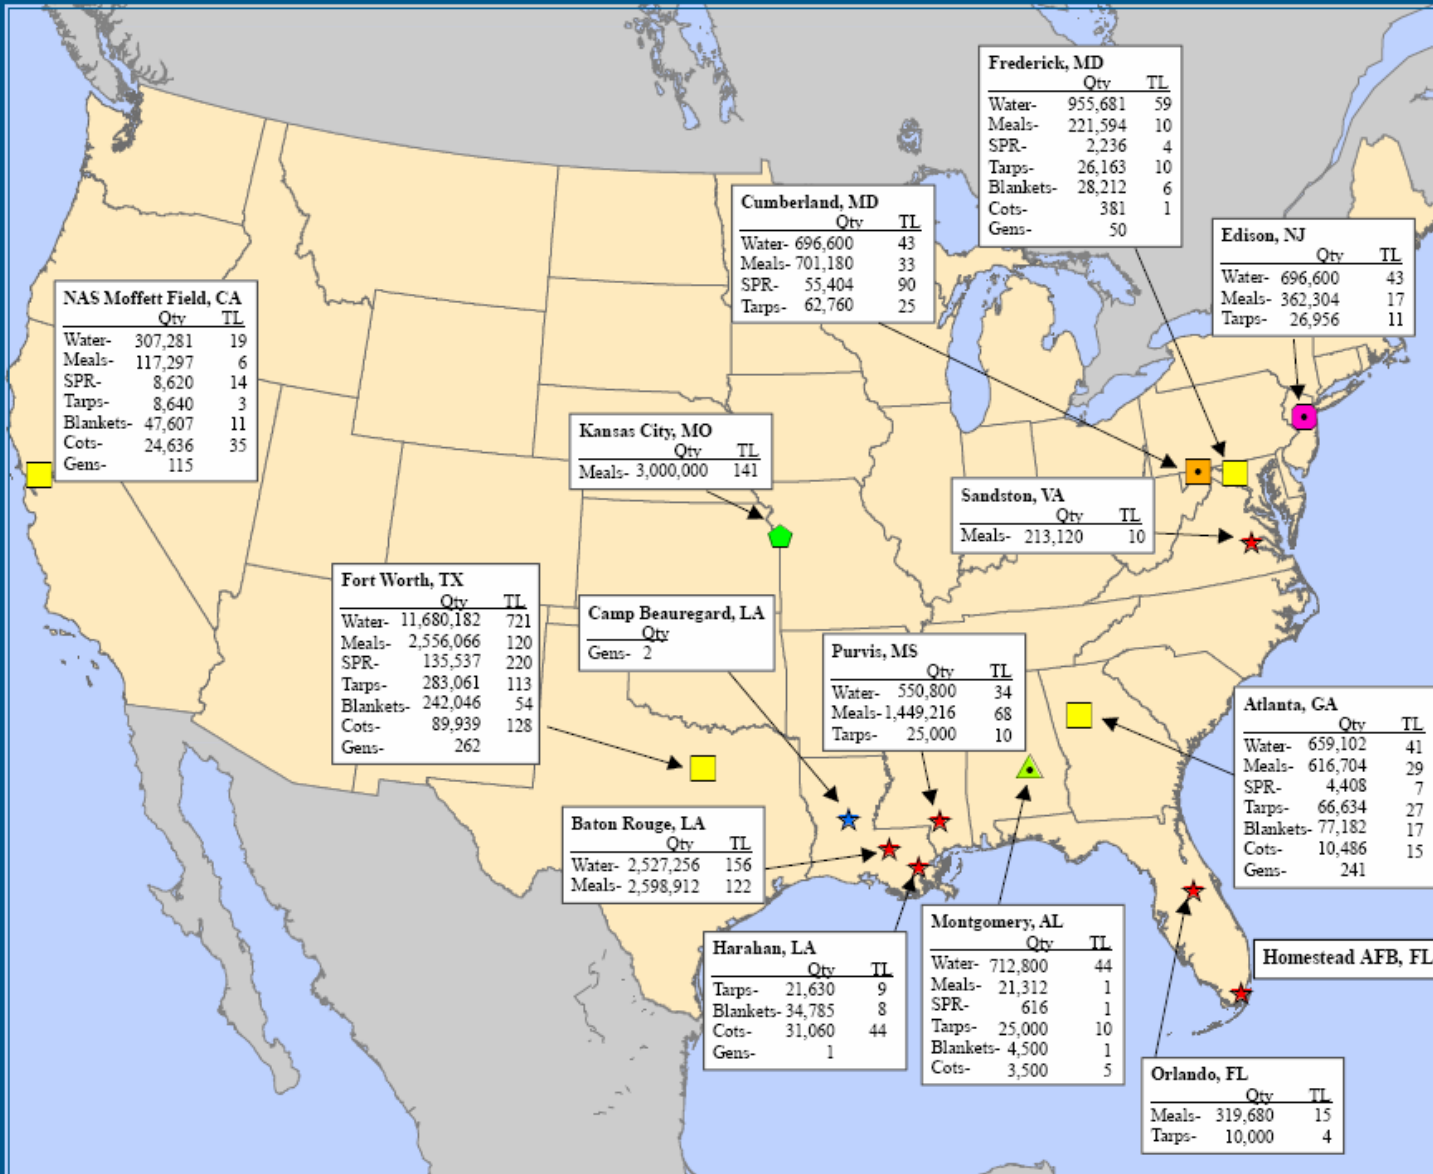 Frederick, MD
Qty TL
Water- 955,681 59
Meals- 221,594 10
SPR- 2,236 4
Tarps- 26,163 10
Blankets- 28,212 6
Cots- 381 1
Gens- 50
Cumberland, MD
Qty TL
Water- 696,600 43
Meals- 701,180 33
SPR- 55,404 90
Tarps- 62,760 25
Edison, NJ
Qty TL
Water- 696,600 43
Meals- 362,304 17
Tarps- 26,956 11
NAS Moffett Field, CA
Qty TL
Water- 307,281 19
Meals- 117,297 6
SPR- 8,620 14
Tarps- 8,640 3
Blankets- 47,607 11
Cots- 24,636 35
Gens- 115
Kansas City, MO
Qty TL
Meals- 3,000,000 141
Sandston, VA
Qty TL
Meals- 213,120 10
Fort Worth, TX
Qty TL
Water- 11,680,182 721
Meals- 2,556,066 120
SPR- 135,537 220
Tarps- 283,061 113
Blankets- 242,046 54
Cots- 89,939 128
Gens- 262
Camp Beauregard, LA
Qty
Gens- 2
Purvis, MS
Qty TL
Water- 550,800 34
Meals- 1,449,216 68
Tarps- 25,000 10
Atlanta, GA
Qty TL
Water- 659,102 41
Meals- 616,704 29
SPR- 4,408 7
Tarps- 66,634 27
Blankets- 77,182 17
Cots- 10,486 15
Gens- 241
Baton Rouge, LA
Qty TL
Water- 2,527,256 156
Meals- 2,598,912 122
Harahan, LA
Qty TL
Tarps- 21,630 9
Blankets- 34,785 8
Cots- 31,060 44
Gens- 1
Montgomery, AL
Qty TL
Water- 712,800 44
Meals- 21,312 1
SPR- 616 1
Tarps- 25,000 10
Blankets- 4,500 1
Cots- 3,500 5
Homestead AFB, FL
Orlando, FL
Qty TL
Meals- 319,680 15
Tarps- 10,000 4